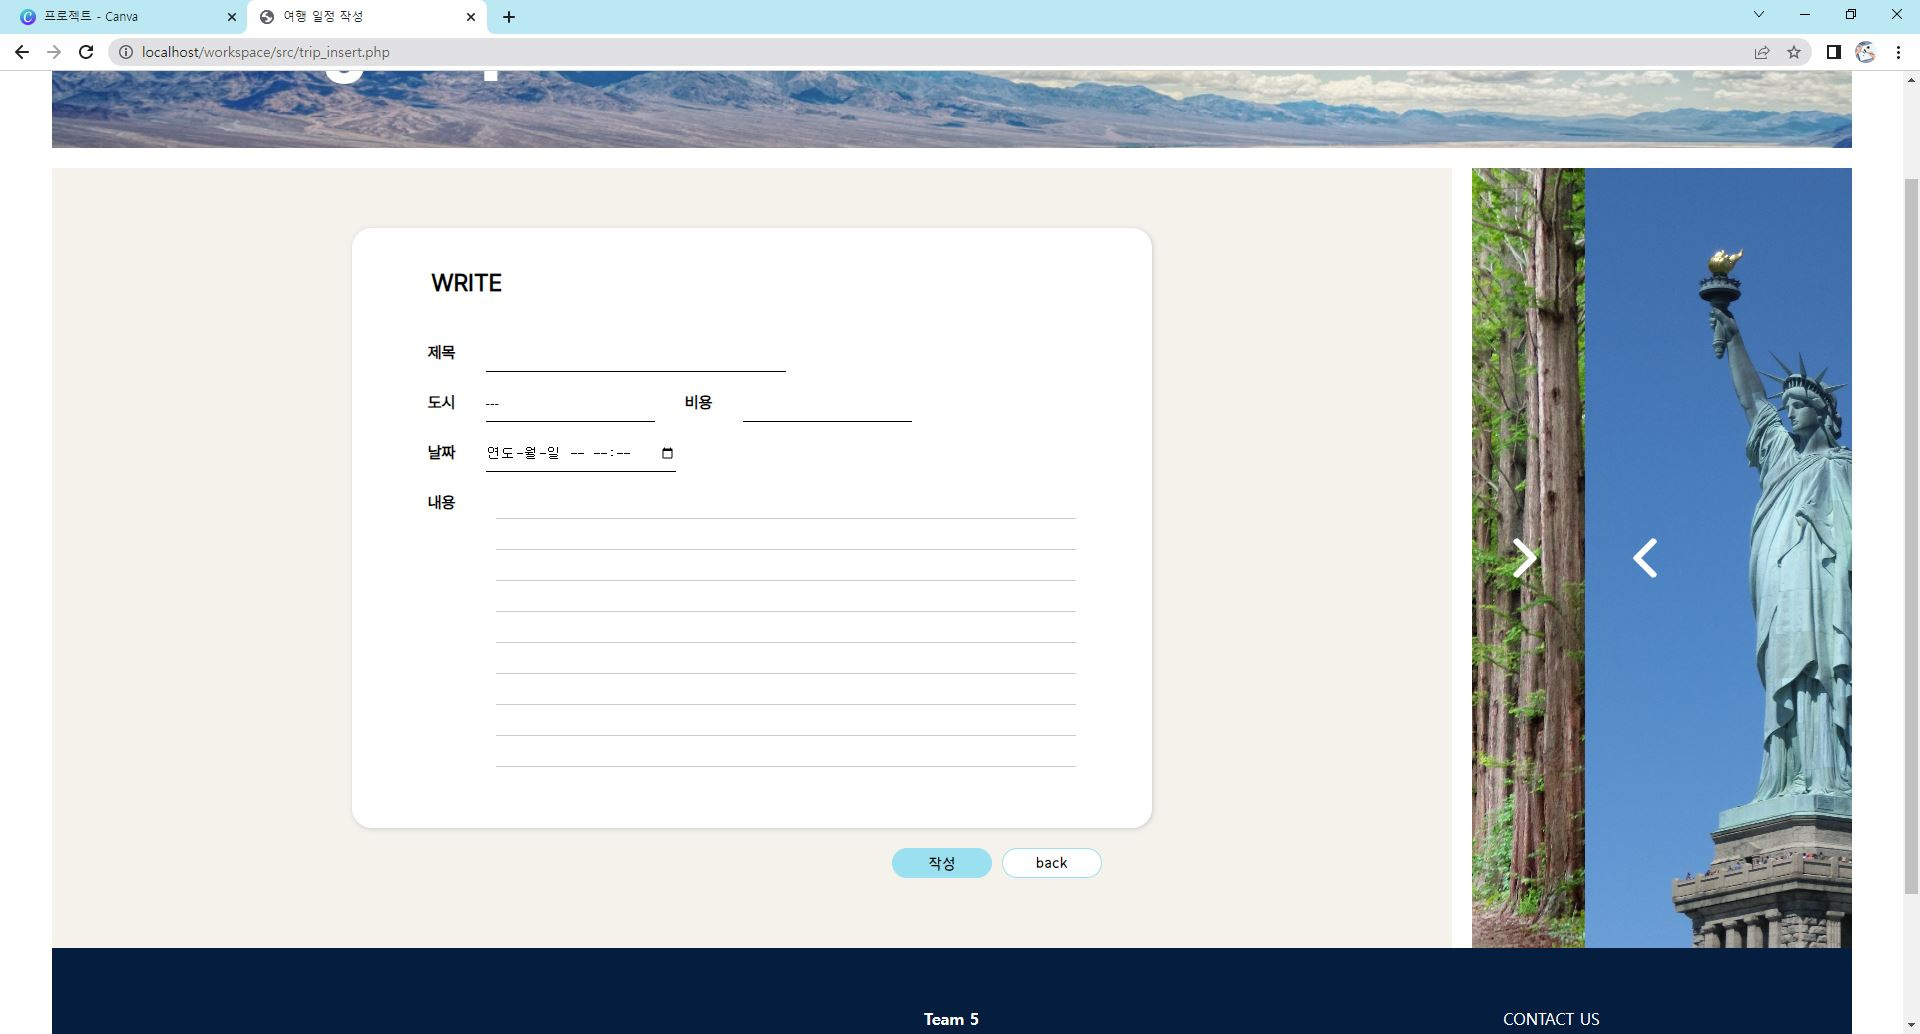 프로젝트 - Canva
여행 일정 작성
localhost/workspace/src/trip_insert.php
WRITE
제목
도시 --- 비용
날짜 연도-월-일 -- --:--
내용
작성 back
Team 5 CONTACT US